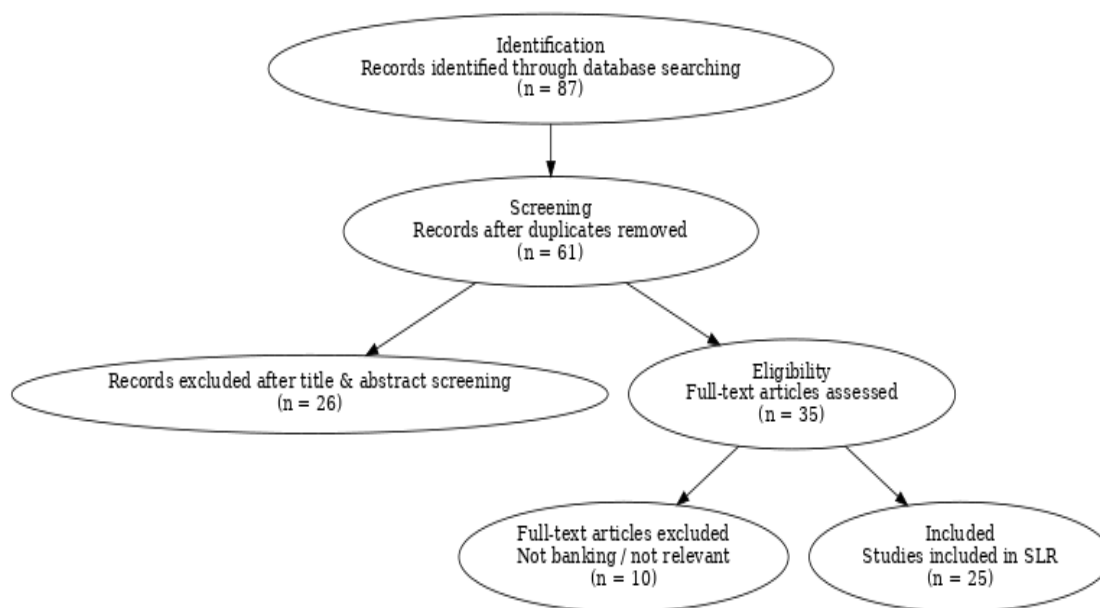 Identification
Records identified through database searching
(n = 87)
Screening
Records after duplicates removed
(n = 61)
Records excluded after title & abstract screening
(n = 26)
Eligibility
Full-text articles assessed
(n = 35)
Full-text articles excluded
Not banking / not relevant
(n = 10)
Included
Studies included in SLR
(n = 25)